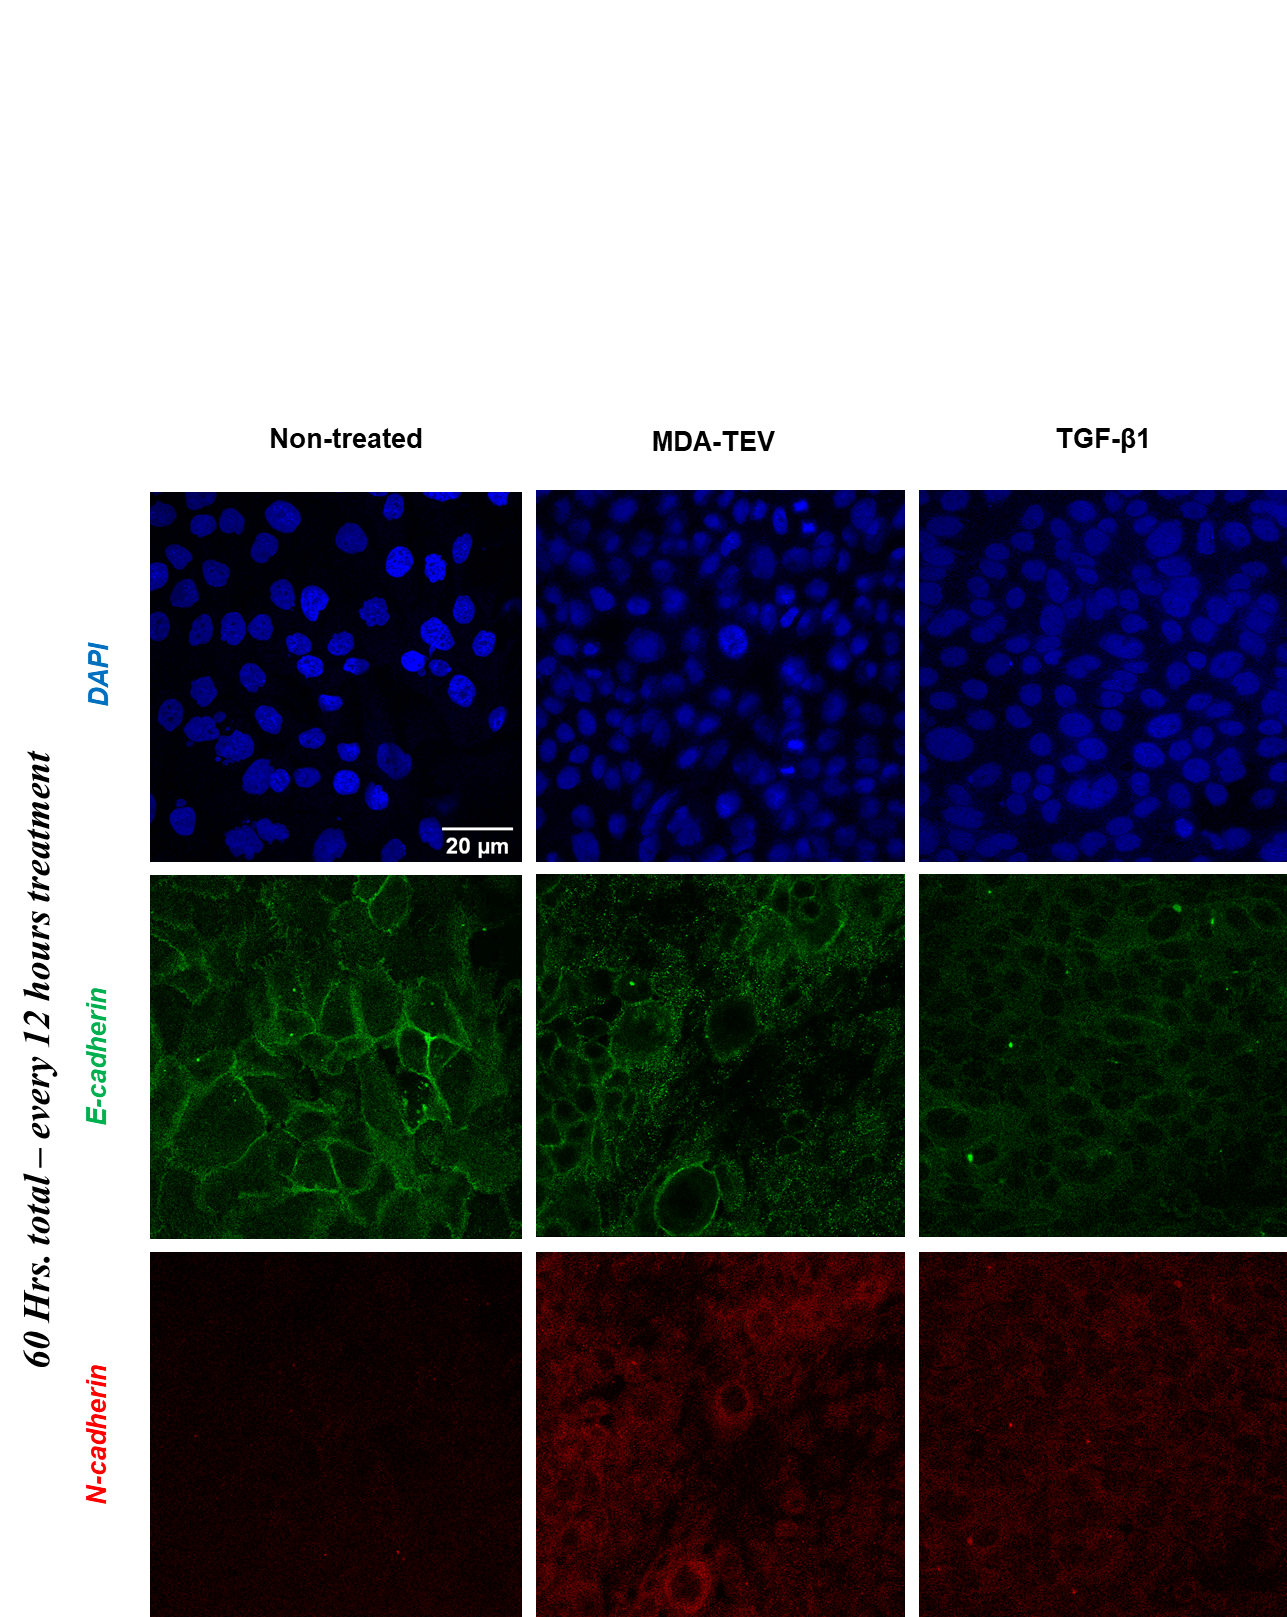 Non-treated
MDA-TEV
TGF-β1
DAPI
20 μm
E-cadherin
N-cadherin
60 Hrs. total – every 12 hours treatment